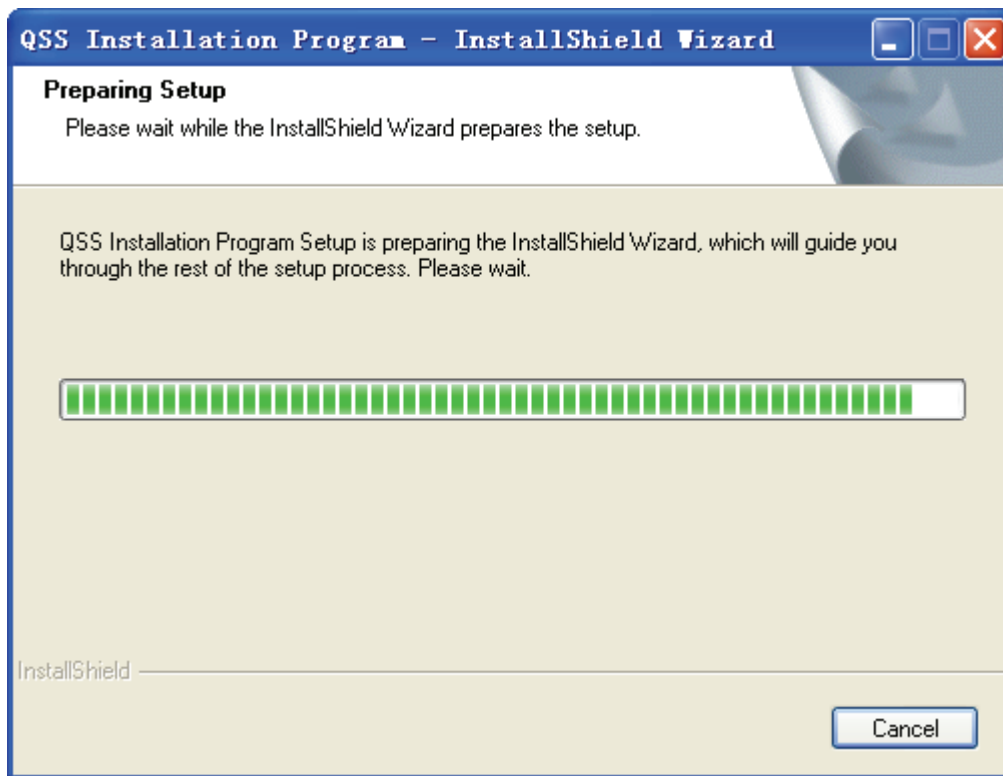 QSS Installation Program - InstallShield Wizard
Preparing Setup
Please wait while the InstallShield Wizard prepares the setup.
QSS Installation Program Setup is preparing the InstallShield Wizard, which will guide you
through the rest of the setup process. Please wait.
InstallShield
Cancel